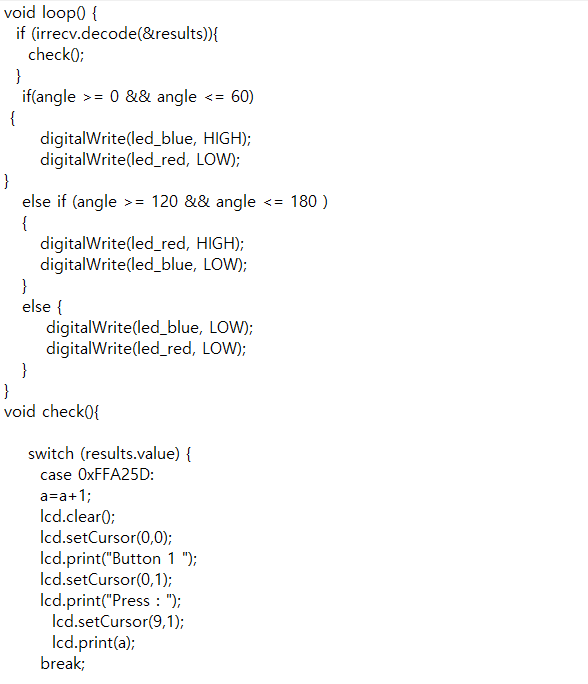 void loop() {
  if (irrecv.decode(&results)){
    check();
  }
   if(angle >= 0 && angle <= 60)
 {
      digitalWrite(led_blue, HIGH);
      digitalWrite(led_red, LOW);
}
   else if (angle >= 120 && angle <= 180 )
   {
      digitalWrite(led_red, HIGH);
      digitalWrite(led_blue, LOW);
   }
   else {
       digitalWrite(led_blue, LOW);
       digitalWrite(led_red, LOW);
   }
}
void check(){

    switch (results.value) {
      case 0xFFA25D:
      a=a+1;
      lcd.clear();
      lcd.setCursor(0,0);
      lcd.print("Button 1 ");
      lcd.setCursor(0,1);
      lcd.print("Press : ");
        lcd.setCursor(9,1);
        lcd.print(a);
      break;